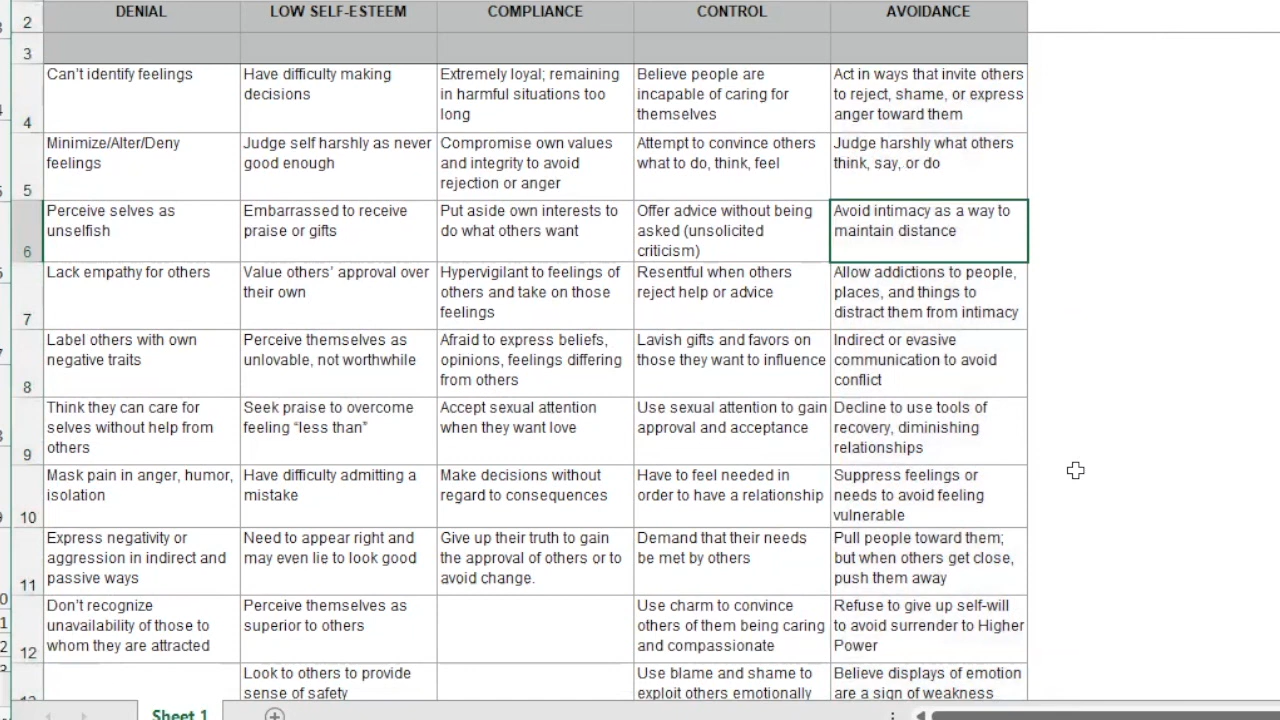 2 DENIAL LOW SELF-ESTEEM COMPLIANCE CONTROL AVOIDANCE
3
Can’t identify feelings
Have difficulty making
decisions
Extremely loyal; remaining
in harmful situations too
long
Believe people are
incapable of caring for
themselves
Act in ways that invite others
to reject, shame, or express
anger toward them
4
Minimize/Alter/Deny
feelings
Judge self harshly as never
good enough
Compromise own values
and integrity to avoid
rejection or anger
Attempt to convince others
what to do, think, feel
Judge harshly what others
think, say, or do
5
Perceive selves as
unselfish
Embarrassed to receive
praise or gifts
Put aside own interests to
do what others want
Offer advice without being
asked (unsolicited
criticism)
Avoid intimacy as a way to
maintain distance
6
Lack empathy for others
Value others’ approval over
their own
Hypervigilant to feelings of
others and take on those
feelings
Resentful when others
reject help or advice
Allow addictions to people,
places, and things to
distract them from intimacy
7
Label others with own
negative traits
Perceive themselves as
unlovable, not worthwhile
Afraid to express beliefs,
opinions, feelings differing
from others
Lavish gifts and favors on
those they want to influence
Indirect or evasive
communication to avoid
conflict
8
Think they can care for
selves without help from
others
Seek praise to overcome
feeling “less than”
Accept sexual attention
when they want love
Use sexual attention to gain
approval and acceptance
Decline to use tools of
recovery, diminishing
relationships
9
Mask pain in anger, humor,
isolation
Have difficulty admitting a
mistake
Make decisions without
regard to consequences
Have to feel needed in
order to have a relationship
Suppress feelings or
needs to avoid feeling
vulnerable
10
Express negativity or
aggression in indirect and
passive ways
Need to appear right and
may even lie to look good
Give up their truth to gain
the approval of others or to
avoid change.
Demand that their needs
be met by others
Pull people toward them;
but when others get close,
push them away
11
Don’t recognize
unavailability of those to
whom they are attracted
Perceive themselves as
superior to others
Use charm to convince
others of them being caring
and compassionate
Refuse to give up self-will
to avoid surrender to Higher
Power
12
Look to others to provide
sense of safety
Use blame and shame to
exploit others emotionally
Believe displays of emotion
are a sign of weakness
Sheet 1